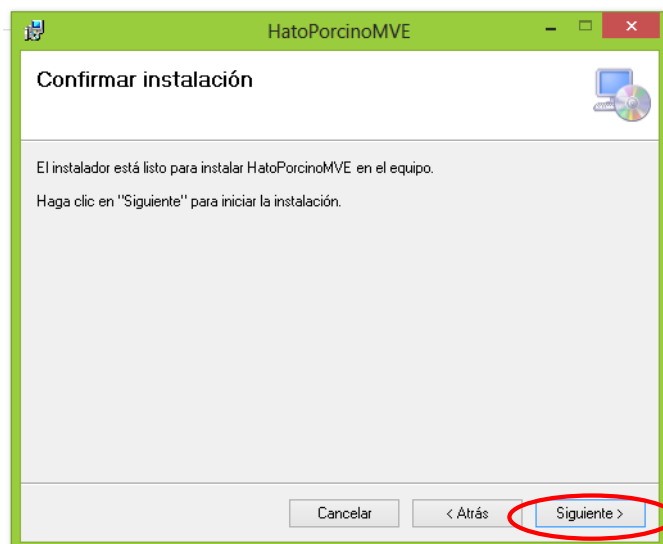 HatoPorcinoMVE
Confirmar instalación
El instalador está listo para instalar HatoPorcinoMVE en el equipo.
Haga clic en "Siguiente" para iniciar la instalación.
Cancelar
< Atrás
Siguiente >